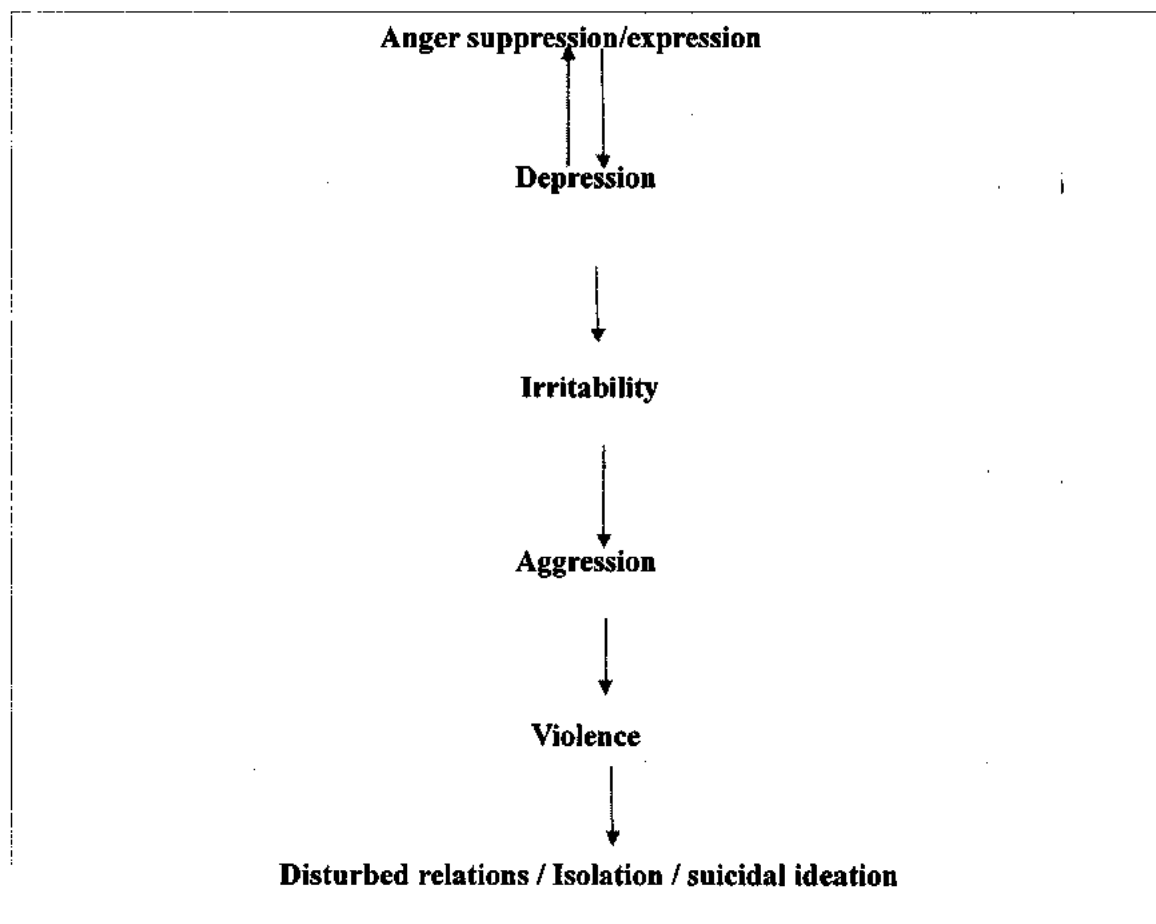 Anger suppression/expression
Depression
Irritability
Aggression
Violence
Disturbed relations / Isolation / suicidal ideation